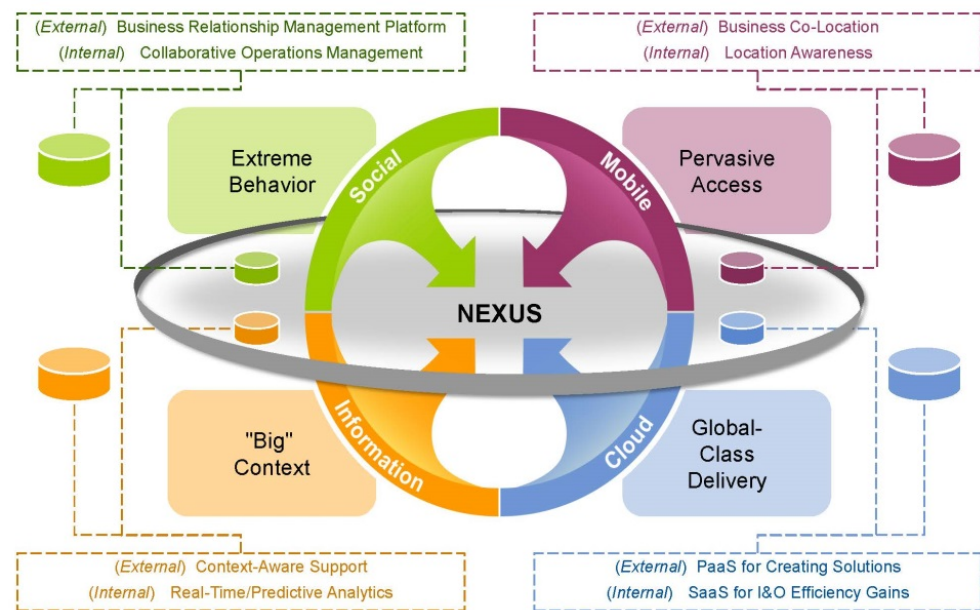 (External) Business Relationship Management Platform
(Internal) Collaborative Operations Management
(External) Business Co-Location
(Internal) Location Awareness
Extreme
Behavior
Social
Mobile
Pervasive
Access
NEXUS
"Big"
Context
Information
Cloud
Global-
Class
Delivery
(External) Context-Aware Support
(Internal) Real-Time/Predictive Analytics
(External) PaaS for Creating Solutions
(Internal) SaaS for I&O Efficiency Gains